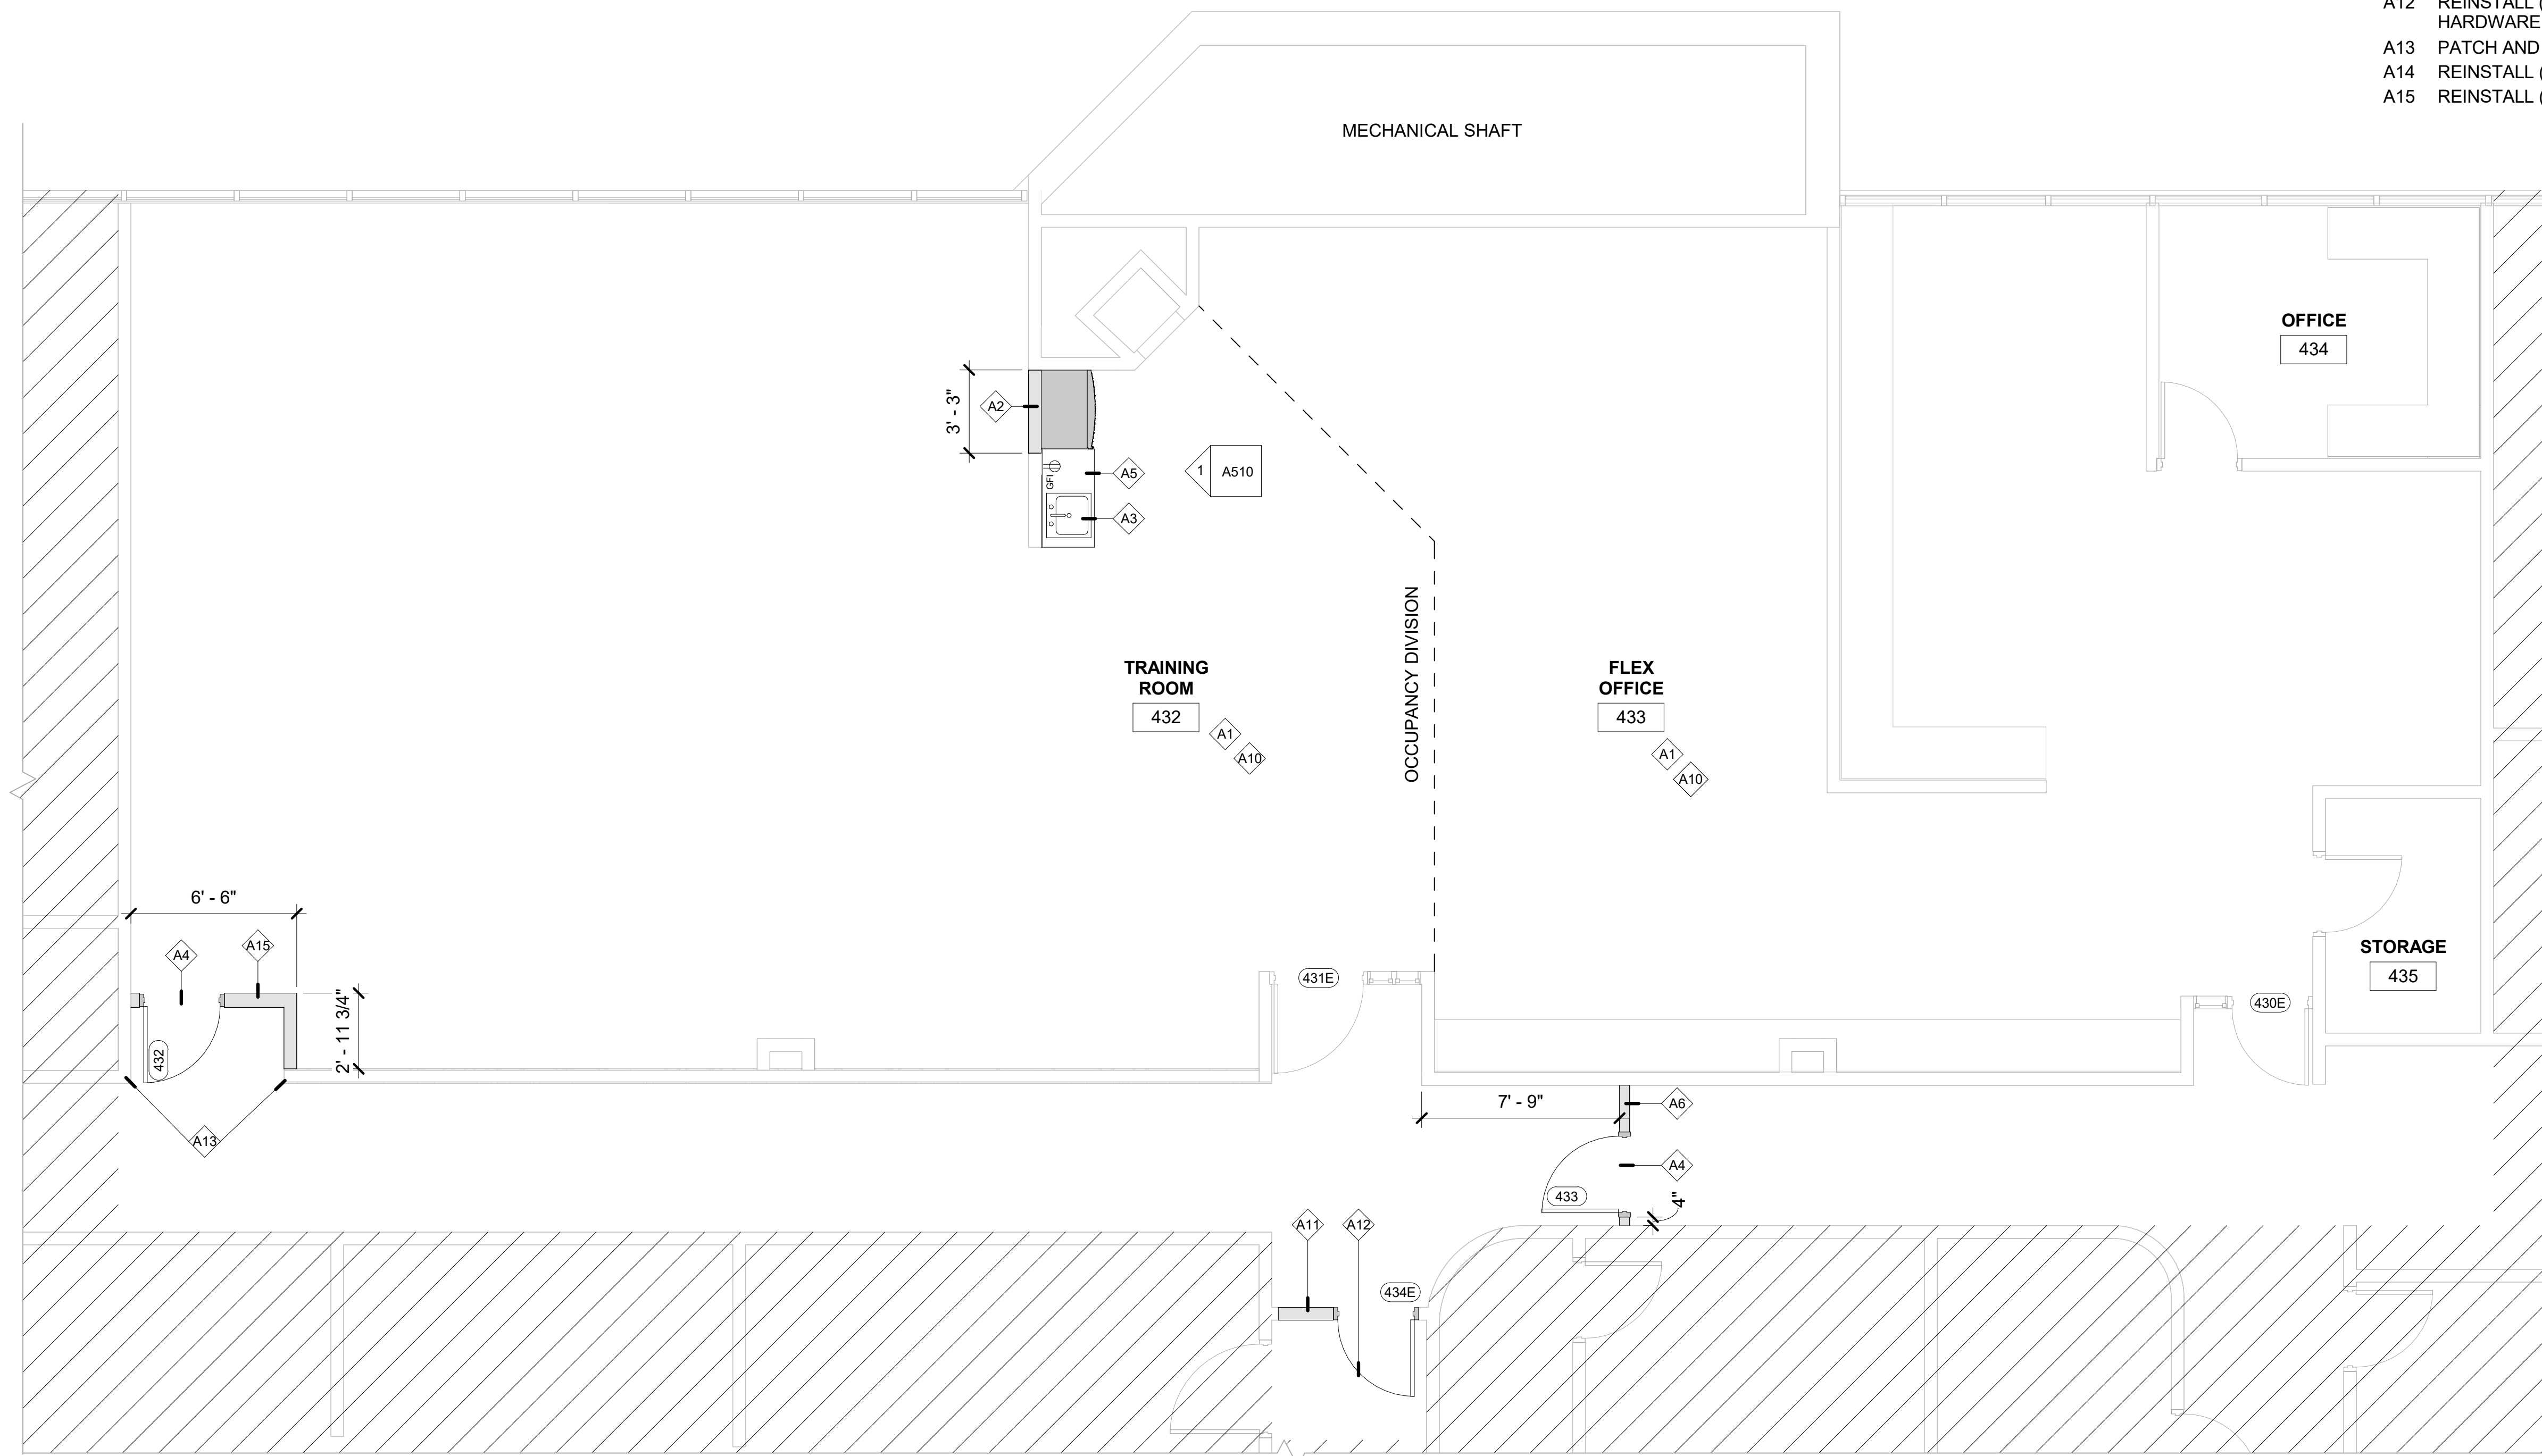 A12 REINSTALL (
HARDWARE
A13 PATCH AND
A14 REINSTALL (
A15 REINSTALL (
MECHANICAL SHAFT
OFFICE
434
3' - 3"
A2
A5
GFI
A3
1
A510
OCCUPANCY DIVISION
TRAINING
ROOM
432
A1
A10
FLEX
OFFICE
433
A1
A10
6' - 6"
A4
A15
2' - 11 3/4"
432
A13
431E
STORAGE
435
430E
7' - 9"
A6
A4
433
4"
A11
A12
434E